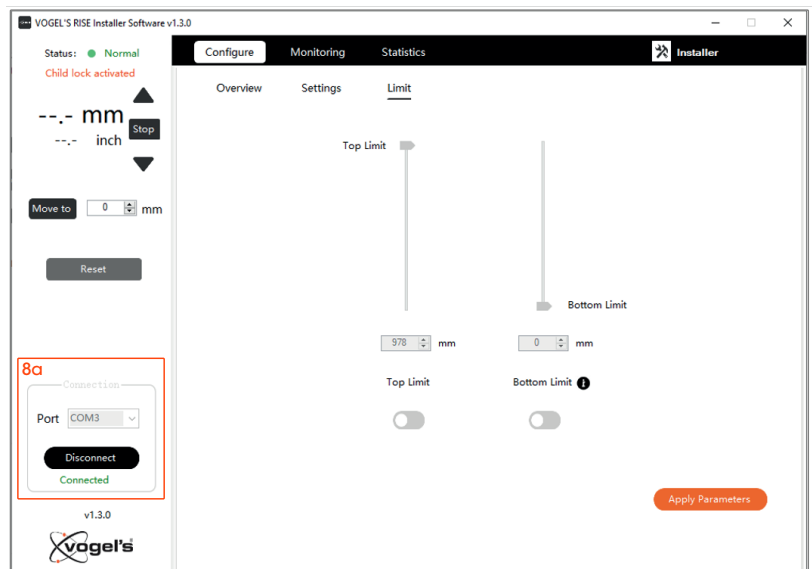 VOGEL'S RISE Installer Software v1.3.0
Status: Normal
Child lock activated
--.- mm
--.- inch
Stop
Move to 0 mm
Reset
8a
Connection
Port COM3
Disconnect
Connected
v1.3.0
vogel's
Configure Monitoring Statistics Installer
Overview Settings Limit
Top Limit
Bottom Limit
978 mm 0 mm
Top Limit Bottom Limit
Apply Parameters